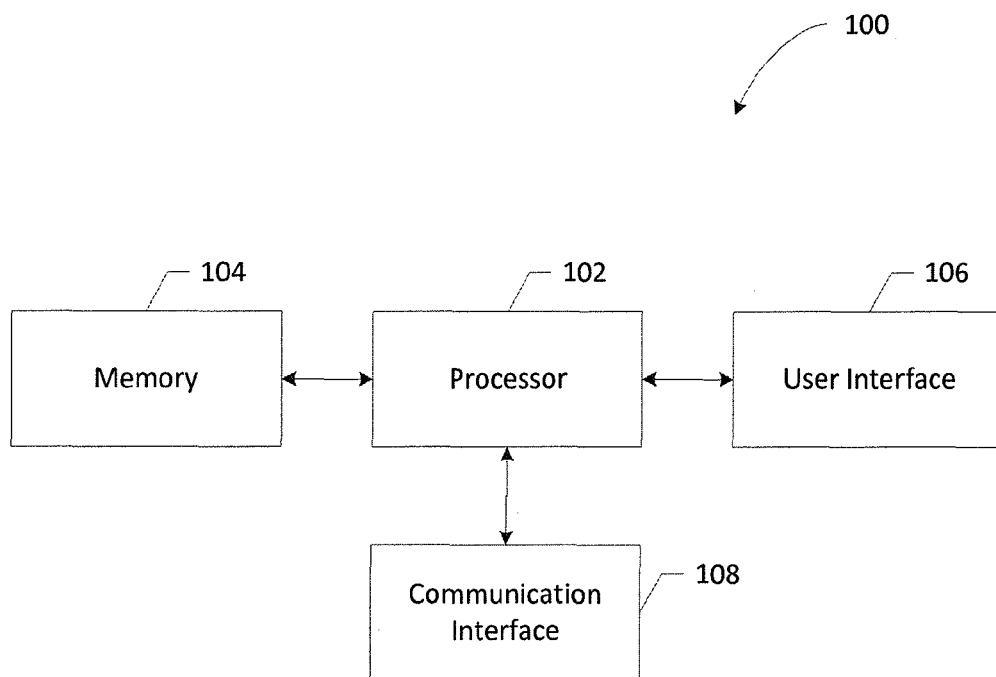 100
104
102
106
Memory
Processor
User Interface
108
Communication
Interface